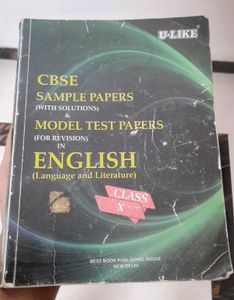 U-LIKE
CBSE
SAMPLE PAPERS
(WITH SOLUTIONS)
&
MODEL TEST PAPERS
(FOR REVISION)
IN
ENGLISH
(Language and Literature)
CLASS
X
BEST BOOK PUBLISHING HOUSE
NEW DELHI